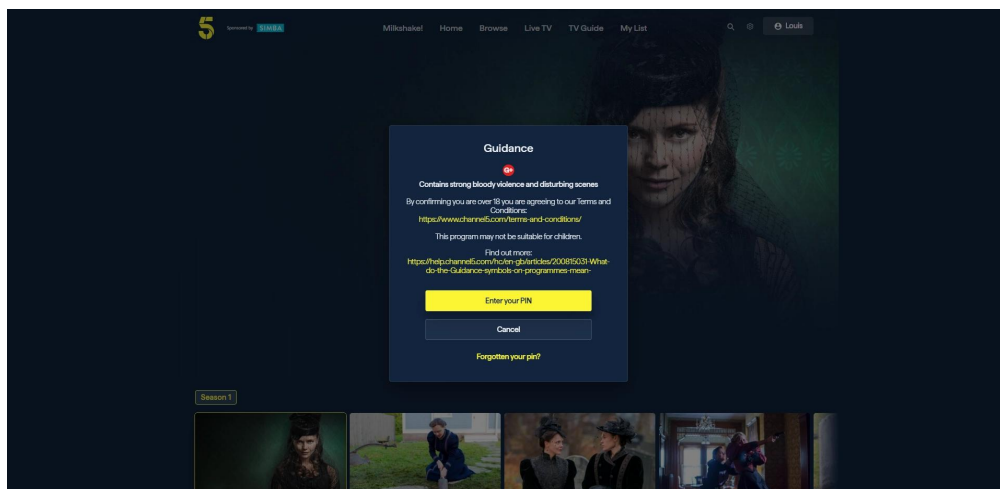 5 Sponsored by SIMBA Milkshake! Home Browse Live TV TV Guide My List Louis
Guidance
G+
Contains strong bloody violence and disturbing scenes
By confirming you are over 18 you are agreeing to our Terms and
Conditions:
https://www.channel5.com/terms-and-conditions/
This program may not be suitable for children.
Find out more:
https://help.channel5.com/hc/en-gb/articles/200815031-What-
do-the-Guidance-symbols-on-programmes-mean-
Enter your PIN
Cancel
Forgotten your pin?
Season 1